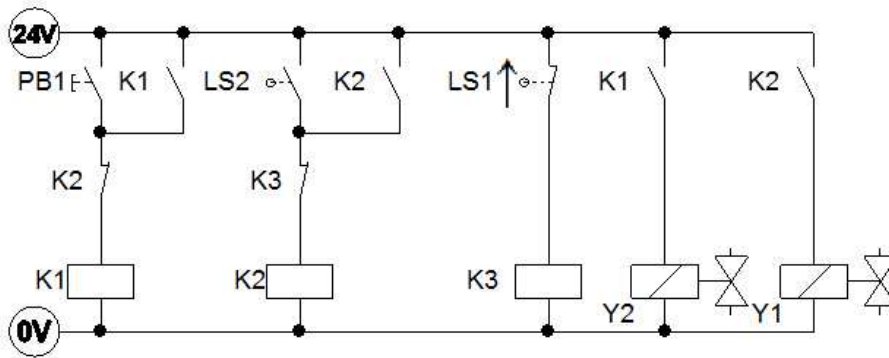 24V
PB1 K1 LS2 K2 LS1 K1 K2
K2 K3
K1 K2 K3
Y2 Y1
0V